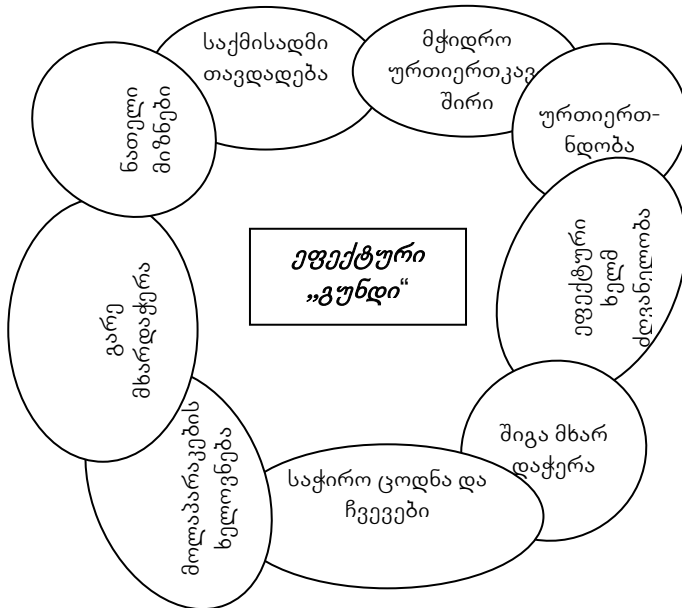 საქმისადმი
თავდადება
მჭიდრო
ურთიერთკავ
შირი
ურთიერთ-
ნდობა
ეფექტური
ხელმ
ძღვანელობა
შიგა მხარ
დაჭერა
საჭირო ცოდნა და
ჩვევები
მოლაპარაკების
ხელოვნება
გარე
მხარდაჭერა
ნათელი
მიზნები
ეფექტური
„გუნდი“